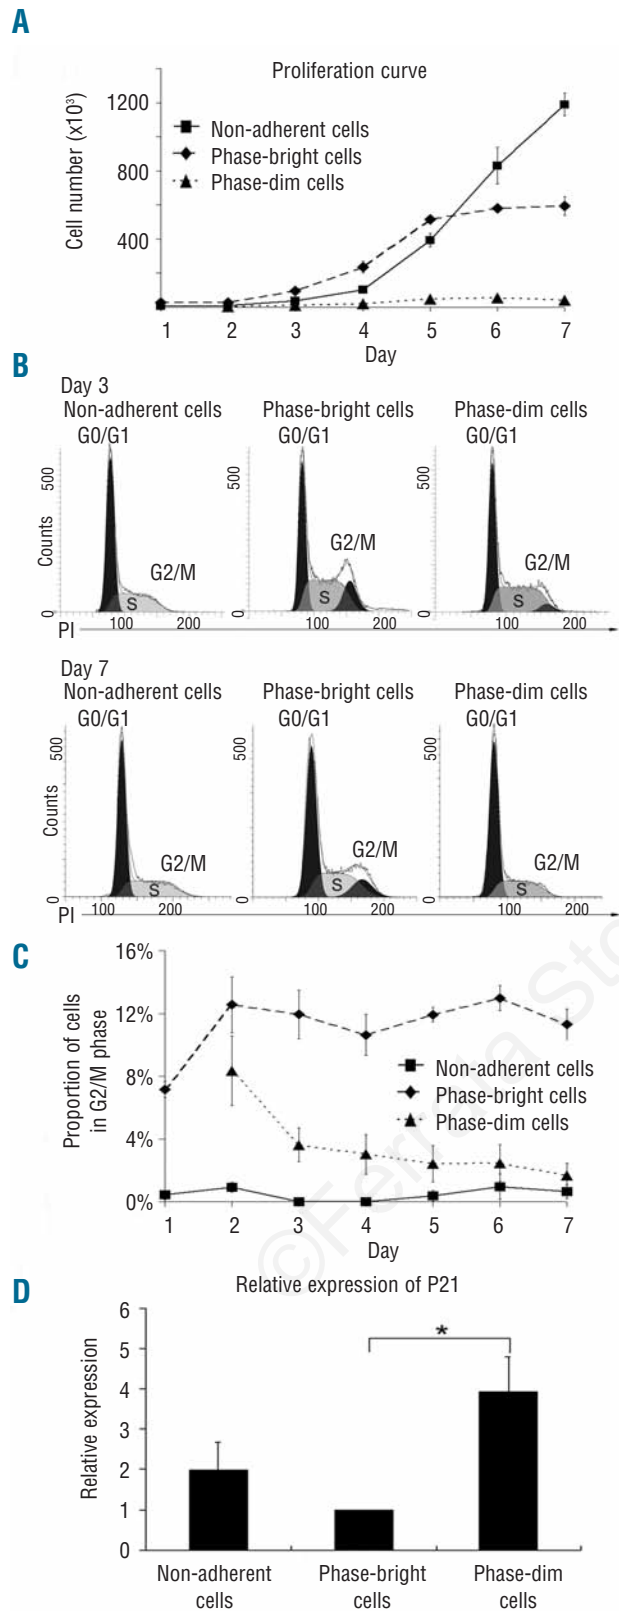 A
Proliferation curve
Cell number (x10³)
1200
800
400
Non-adherent cells
Phase-bright cells
Phase-dim cells
1 2 3 4 5 6 7
Day
B
Day 3
Non-adherent cells Phase-bright cells Phase-dim cells
G0/G1 G0/G1 G0/G1
500 500 500
Counts
G2/M G2/M G2/M
S S S
0 0 0
PI 100 200 100 200 100 200
Day 7
Non-adherent cells Phase-bright cells Phase-dim cells
G0/G1 G0/G1 G0/G1
500 500 500
Counts
G2/M G2/M G2/M
S S S
0 0 0
PI 100 200 100 200 100 200
C
Proportion of cells
in G2/M phase
16%
12%
8%
4%
0%
Non-adherent cells
Phase-bright cells
Phase-dim cells
1 2 3 4 5 6 7
Day
©Ferrata Sto
D
Relative expression of P21
Relative expression
6
5
4
3
2
1
0
*
Non-adherent Phase-bright Phase-dim
cells cells cells